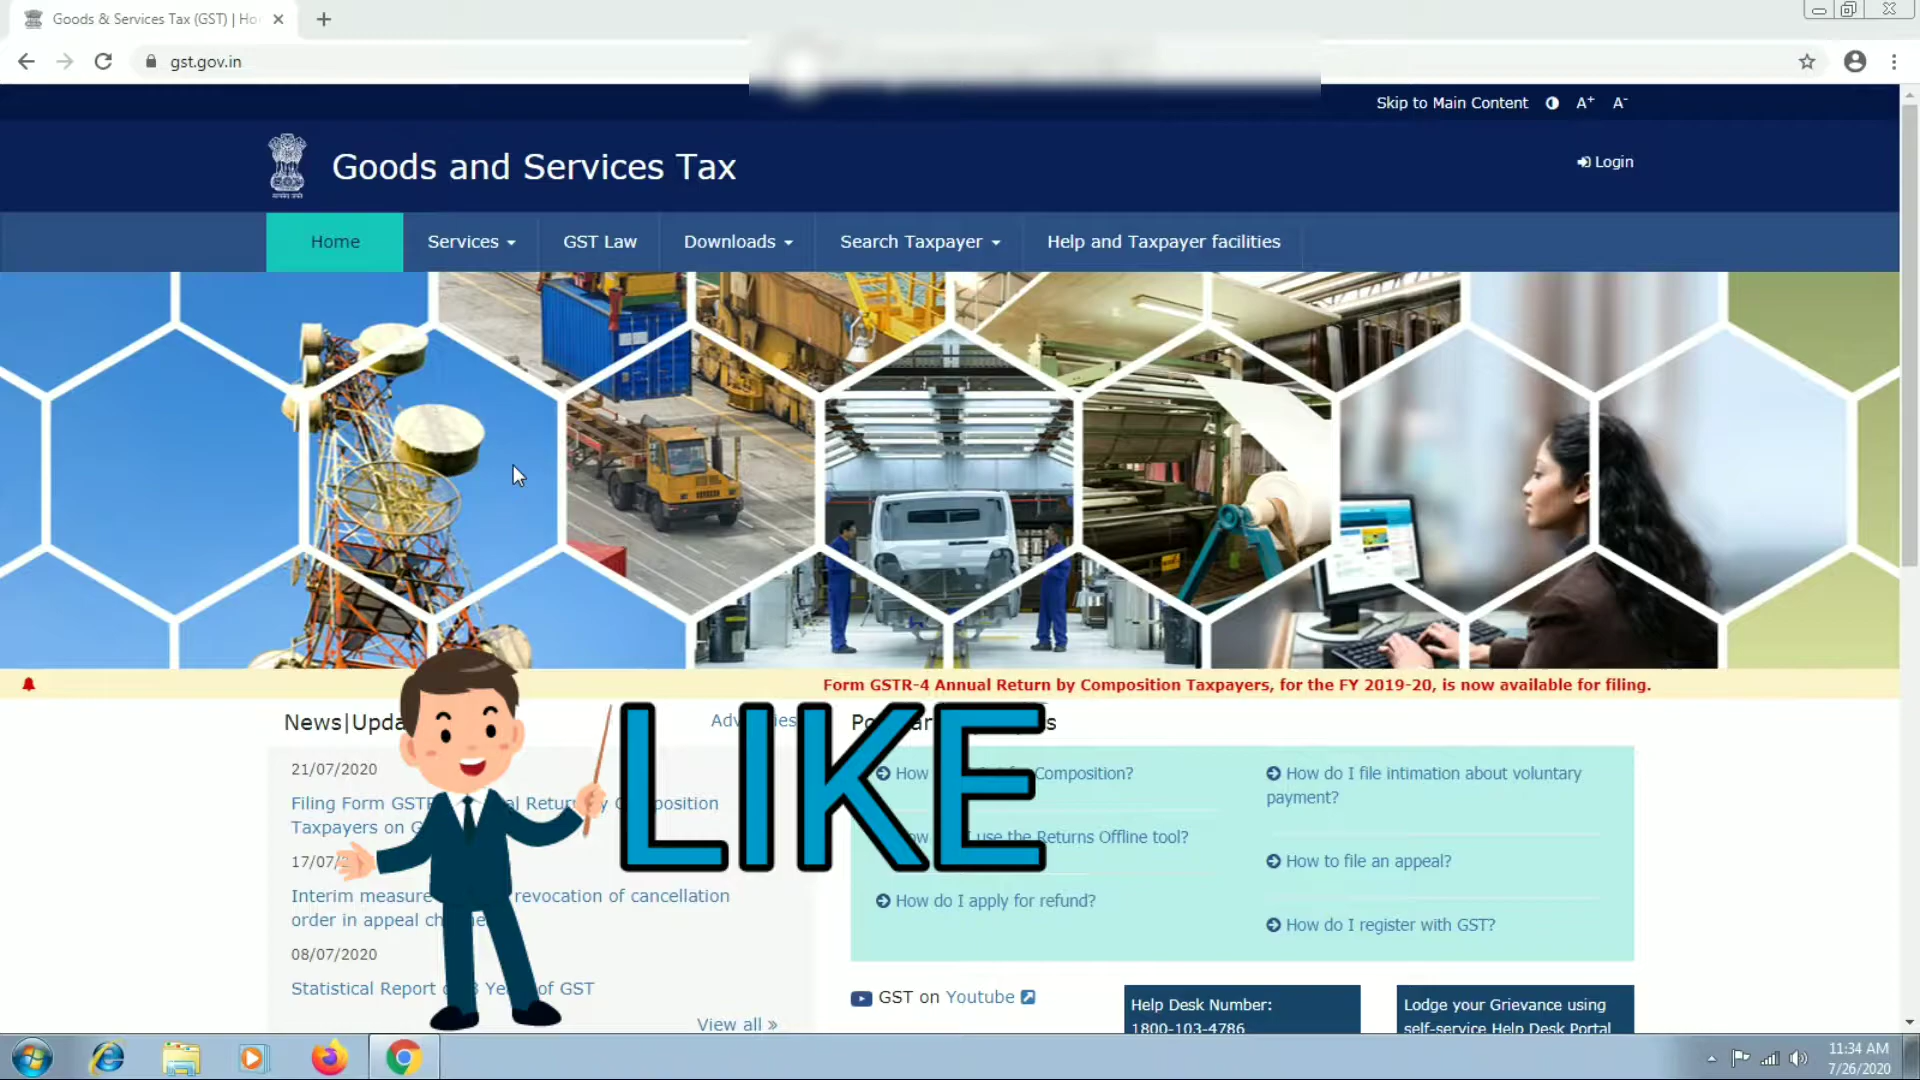 Goods & Services Tax (GST) | Ho
gst.gov.in
Skip to Main Content A+ A-
Goods and Services Tax
Login
Home Services GST Law Downloads Search Taxpayer Help and Taxpayer facilities
Form GSTR-4 Annual Return by Composition Taxpayers, for the FY 2019-20, is now available for filing.
News|Upda
LIKE
21/07/2020
Filing Form
Taxpayers on
17/07/
Interim measure revocation of cancellation
order in appeal
08/07/2020
Statistical Report of GST
View all »
How Composition?
use the Returns Offline tool?
How do I apply for refund?
How do I file intimation about voluntary
payment?
How to file an appeal?
How do I register with GST?
GST on Youtube
Help Desk Number:
1800-103-4786
Lodge your Grievance using
self-service Help Desk Portal
11:34 AM
7/26/2020